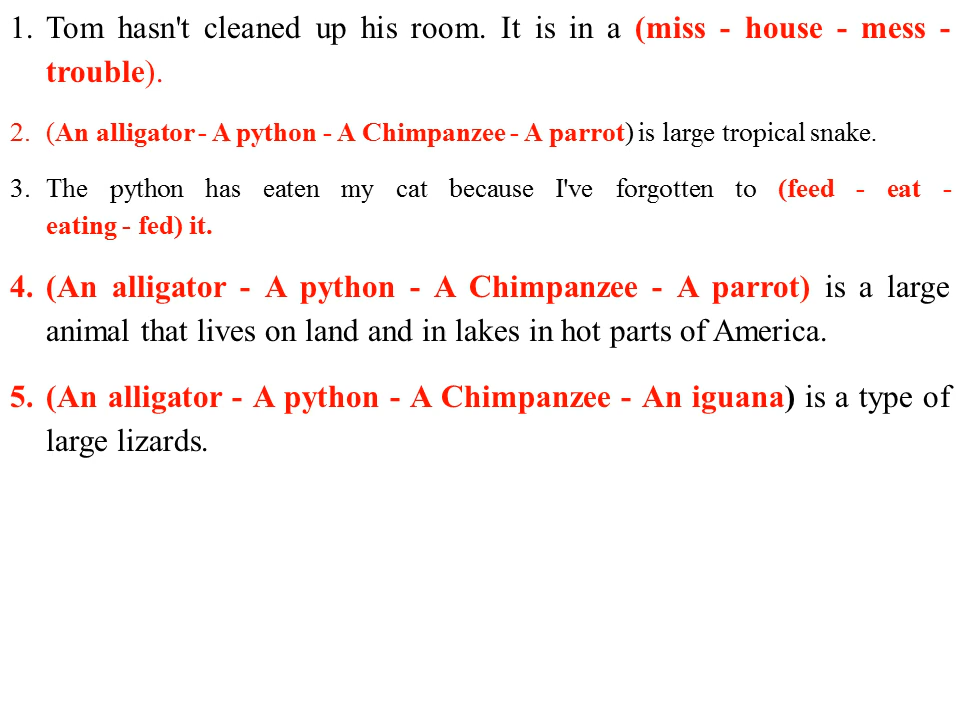 1. Tom hasn't cleaned up his room. It is in a (miss - house - mess -
trouble).
2. (An alligator - A python - A Chimpanzee - A parrot) is large tropical snake.
3. The python has eaten my cat because I've forgotten to (feed - eat -
eating - fed) it.
4. (An alligator - A python - A Chimpanzee - A parrot) is a large
animal that lives on land and in lakes in hot parts of America.
5. (An alligator - A python - A Chimpanzee - An iguana) is a type of
large lizards.